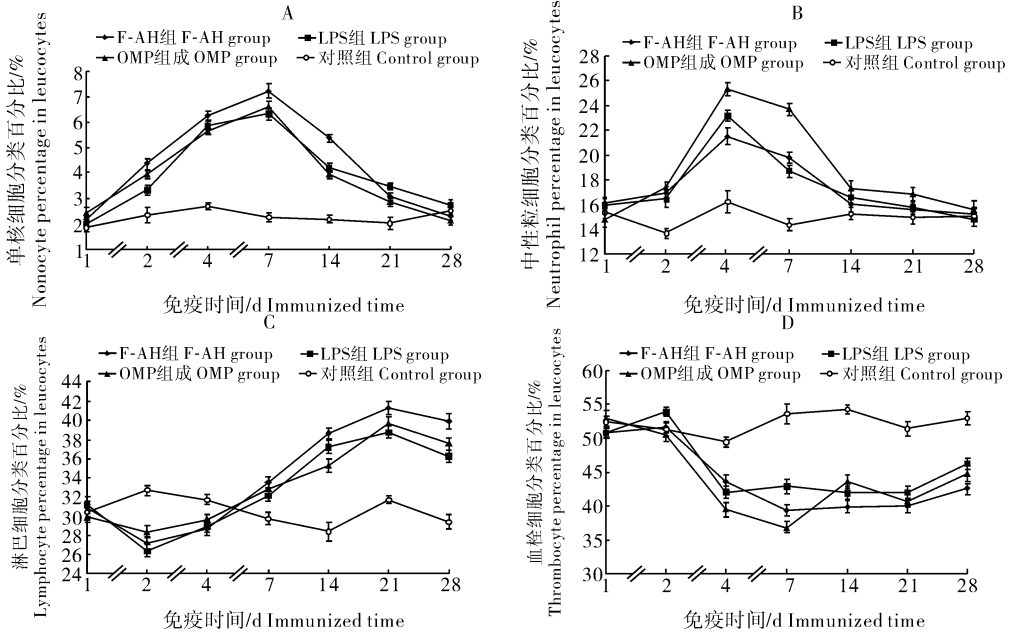 A
F-AH组 F-AH group
LPS组 LPS group
OMP组成 OMP group
对照组 Control group
单核细胞分类百分比/%
Nonocyte percentage in leucocytes
8
7
6
5
4
3
2
1
1 2 4 7 14 21 28
免疫时间/d Immunized time
B
F-AH组 F-AH group
LPS组 LPS group
OMP组成 OMP group
对照组 Control group
中性粒细胞分类百分比/%
Neutrophil percentage in leucocytes
28
26
24
22
20
18
16
14
12
1 2 4 7 14 21 28
免疫时间/d Immunized time
C
F-AH组 F-AH group
LPS组 LPS group
OMP组成 OMP group
对照组 Control group
淋巴细胞分类百分比/%
Lymphocyte percentage in leucocytes
44
42
40
38
36
34
32
30
28
26
24
1 2 4 7 14 21 28
免疫时间/d Immunized time
D
F-AH组 F-AH group
LPS组 LPS group
OMP组成 OMP group
对照组 Control group
血栓细胞分类百分比/%
Thrombocyte percentage in leucocytes
60
55
50
45
40
35
30
1 2 4 7 14 21 28
免疫时间/d Immunized time